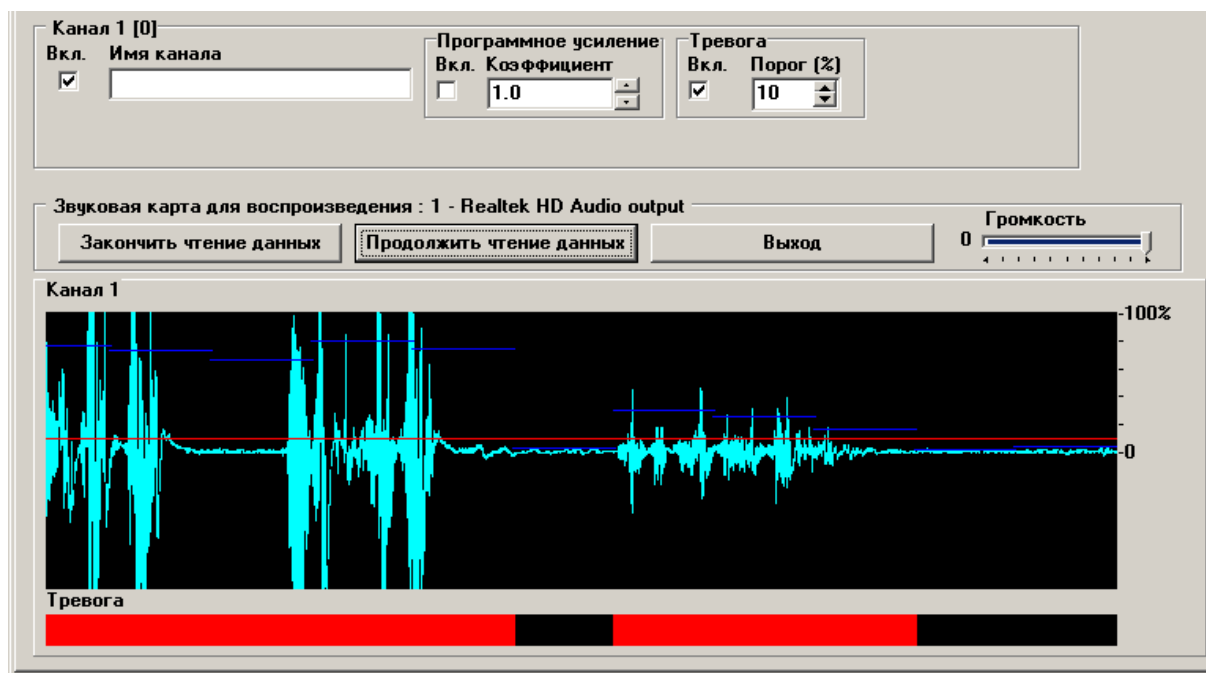 Канал 1 [0]
Вкл. Имя канала
Программное усиление
Вкл. Коэффициент
1.0
Тревога
Вкл. Порог (%)
10
Звуковая карта для воспроизведения : 1 - Realtek HD Audio output
Закончить чтение данных
Продолжить чтение данных
Выход
Громкость
0
Канал 1
-100%
-0
Тревога